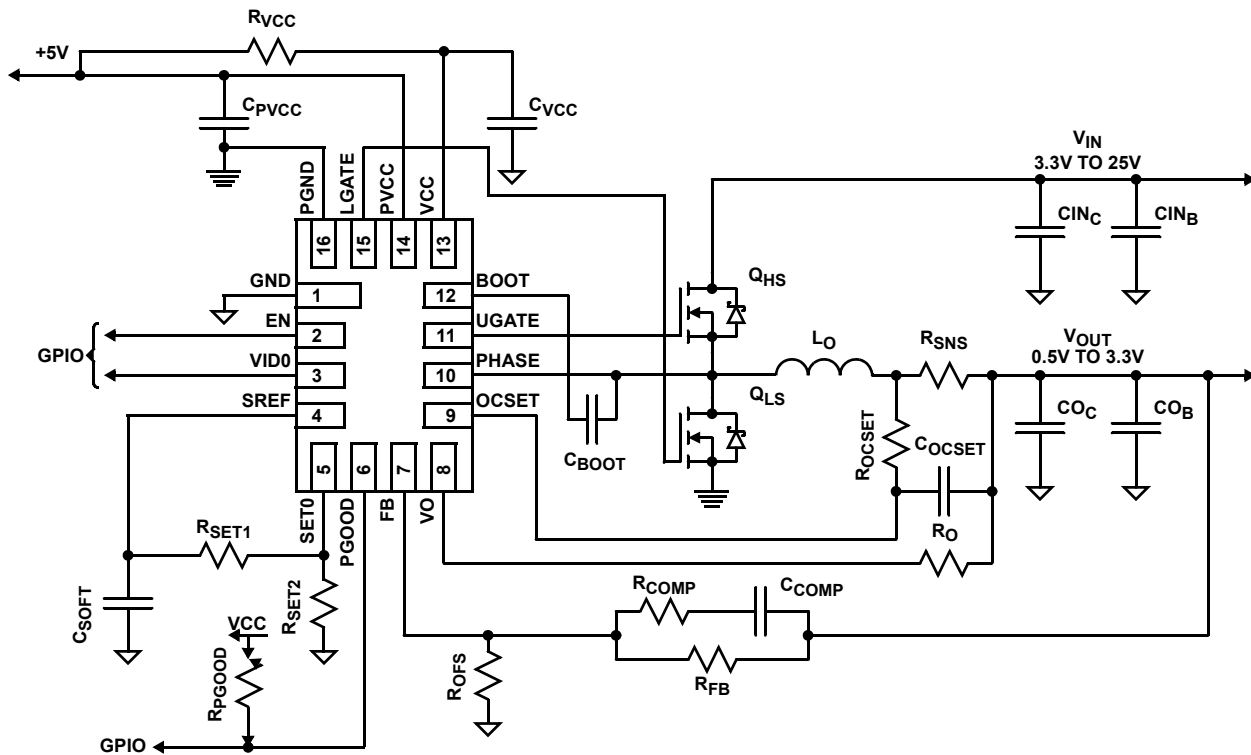 RVCC
+5V
CPVCC
CVCC
VIN
3.3V TO 25V
PGND
LGATE
PVCC
VCC
16
15
14
13
CINC
CINB
GND
1
12
BOOT
QHS
EN
2
11
UGATE
GPIO
VID0
3
10
PHASE
LO
RSNS
VOUT
0.5V TO 3.3V
SREF
4
9
OCSET
QLS
CBOOT
ROCSET
COCSET
COC
COB
5
6
7
8
SET0
PGOOD
FB
VO
RO
RSET1
CSOFT
RSET2
RCOMP
CCOMP
VCC
RPGOOD
ROFS
RFB
GPIO